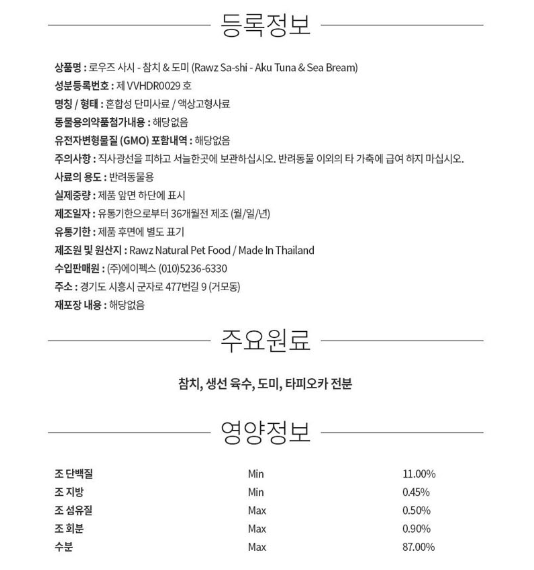 등록정보
상품명 : 로우즈 사시 - 참치 & 도미 (Rawz Sa-shi - Aku Tuna & Sea Bream)
성분등록번호 : 제 VVHDR0029 호
명칭 / 형태 : 혼합성 단미사료 / 액상고형사료
동물용의약품첨가내용 : 해당없음
유전자변형물질 (GMO) 포함내역 : 해당없음
주의사항 : 직사광선을 피하고 서늘한곳에 보관하십시오. 반려동물 이외의 타 가축에 급여 하지 마십시오.
사료의 용도 : 반려동물용
실제중량 : 제품 앞면 하단에 표시
제조일자 : 유통기한으로부터 36개월전 제조 (월/일/년)
유통기한 : 제품 후면에 별도 표기
제조원 및 원산지 : Rawz Natural Pet Food / Made In Thailand
수입판매원 : (주)에이펙스 (010)5236-6330
주소 : 경기도 시흥시 군자로 477번길 9 (거모동)
재포장 내용 : 해당없음
주요원료
참치, 생선 육수, 도미, 타피오카 전분
영양정보
조 단백질 Min 11.00%
조 지방 Min 0.45%
조 섬유질 Max 0.50%
조 회분 Max 0.90%
수분 Max 87.00%